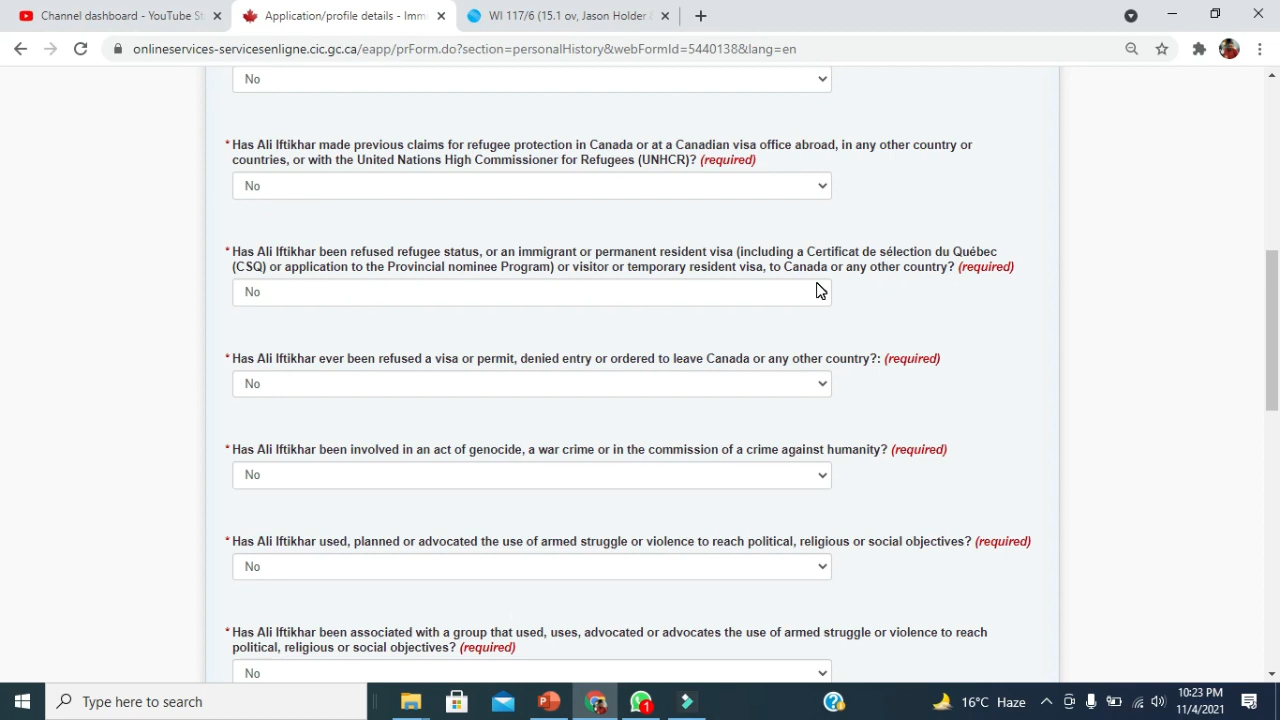 Channel dashboard - YouTube St
Application/profile details - Immi
WI 117/6 (15.1 ov, Jason Holder 8
onlineservices-servicesenligne.cic.gc.ca/eapp/prForm.do?section=personalHistory&webFormId=5440138&lang=en
No
* Has Ali Iftikhar made previous claims for refugee protection in Canada or at a Canadian visa office abroad, in any other country or
countries, or with the United Nations High Commissioner for Refugees (UNHCR)? (required)
No
* Has Ali Iftikhar been refused refugee status, or an immigrant or permanent resident visa (including a Certificat de sélection du Québec
(CSQ) or application to the Provincial nominee Program) or visitor or temporary resident visa, to Canada or any other country? (required)
No
* Has Ali Iftikhar ever been refused a visa or permit, denied entry or ordered to leave Canada or any other country?: (required)
No
* Has Ali Iftikhar been involved in an act of genocide, a war crime or in the commission of a crime against humanity? (required)
No
* Has Ali Iftikhar used, planned or advocated the use of armed struggle or violence to reach political, religious or social objectives? (required)
No
* Has Ali Iftikhar been associated with a group that used, uses, advocated or advocates the use of armed struggle or violence to reach
political, religious or social objectives? (required)
No
Type here to search
1
16°C Haze
10:23 PM
11/4/2021